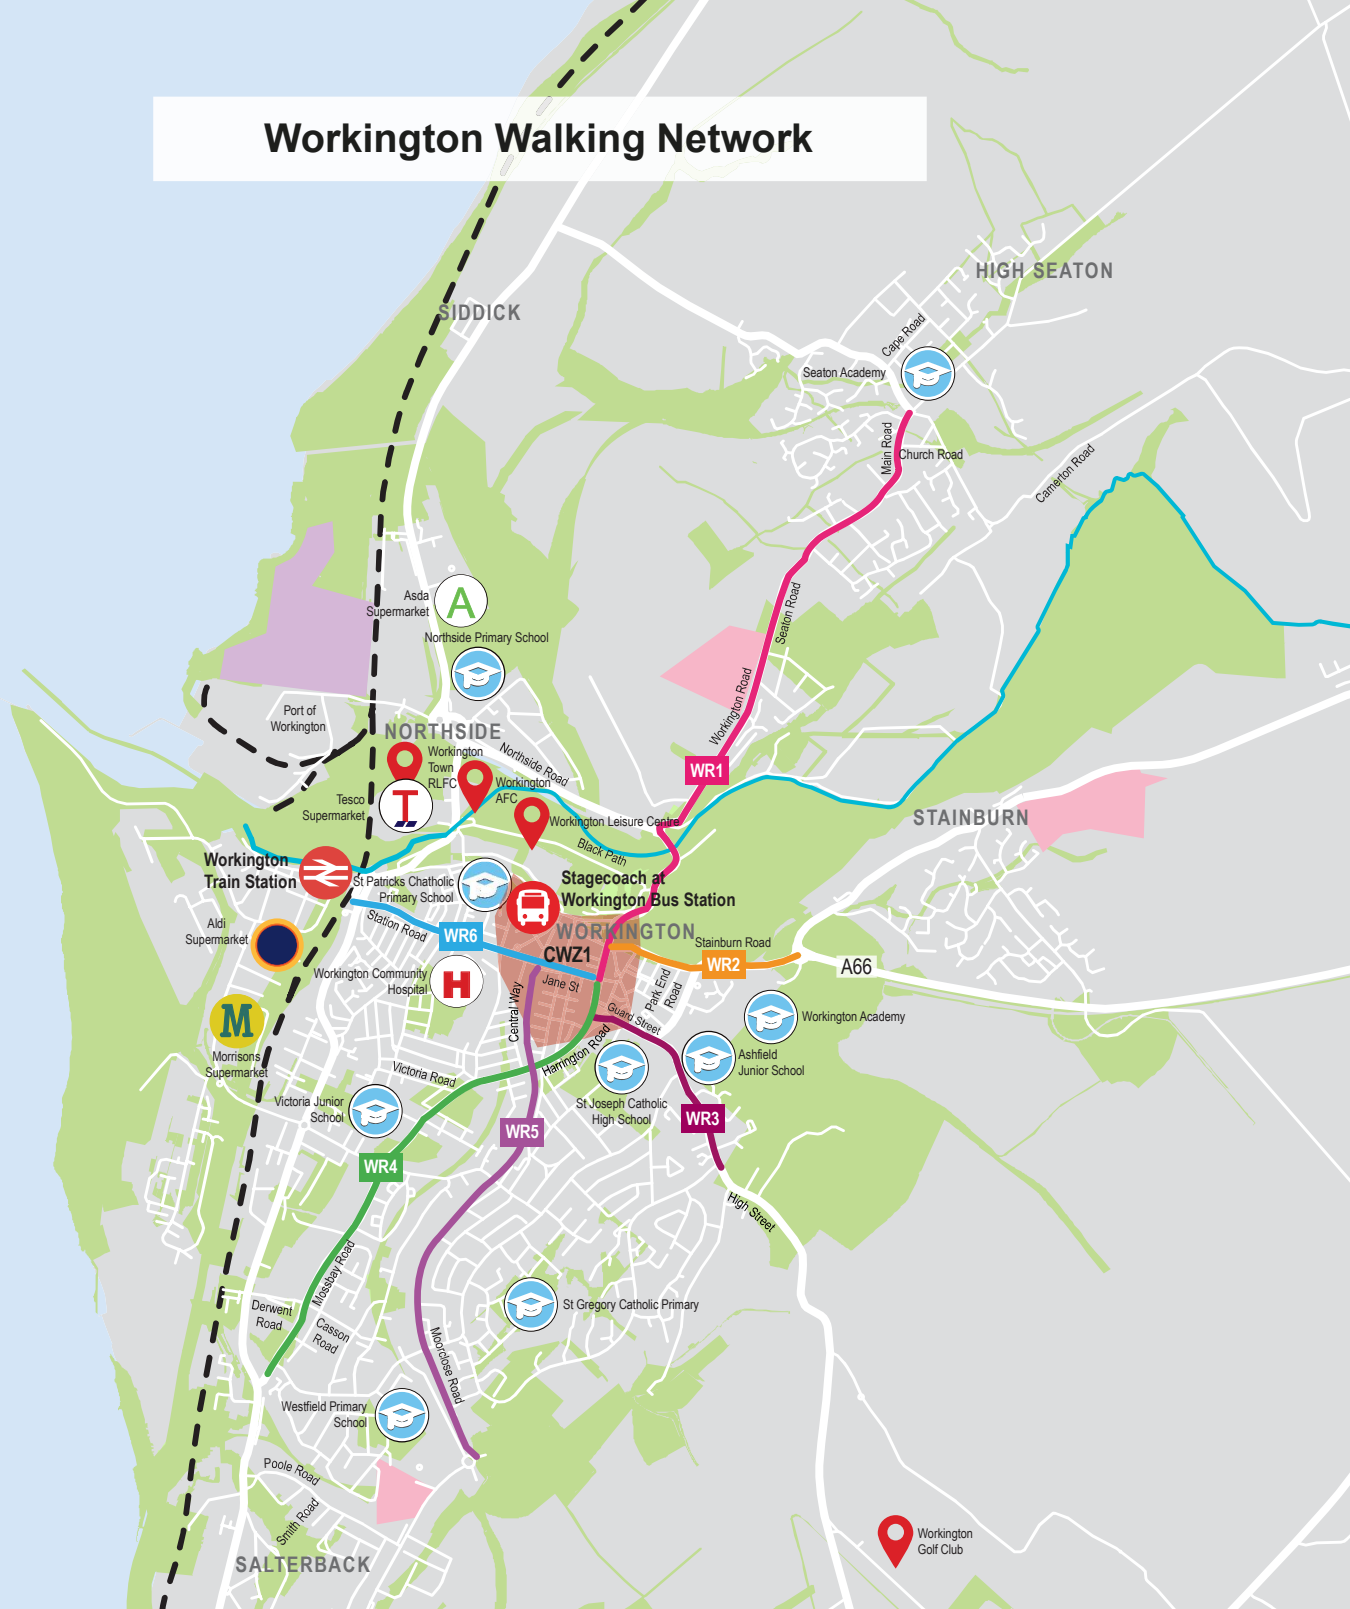 Workington Walking Network
HIGH SEATON
SIDDICK
Cape Road
Seaton Academy
Main Road
Church Road
Camerton Road
Asda
Supermarket
A
Northside Primary School
Seaton Road
Workington Road
Port of
Workington
NORTHSIDE
Northside Road
Workington
Town
RLFC
Workington
AFC
WR1
Tesco
Supermarket
T
Workington Leisure Centre
STAINBURN
Black Path
Workington
Train Station
St Patricks Chatholic
Primary School
Stagecoach at
Workington Bus Station
Aldi
Supermarket
Station Road
WR6
WORKINGTON
CWZ1
Stainburn Road
WR2
A66
Workington Community
Hospital
H
Jane St
Central Way
Park End
Road
Guard Street
Harrington Road
Workington Academy
M
Morrisons
Supermarket
Ashfield
Junior School
Victoria Road
Victoria Junior
School
St Joseph Catholic
High School
WR3
WR5
WR4
High Street
Mossbay Road
Derwent
Road
Casson
Road
St Gregory Catholic Primary
Moorclose Road
Westfield Primary
School
Poole Road
Smith Road
SALTERBACK
Workington
Golf Club